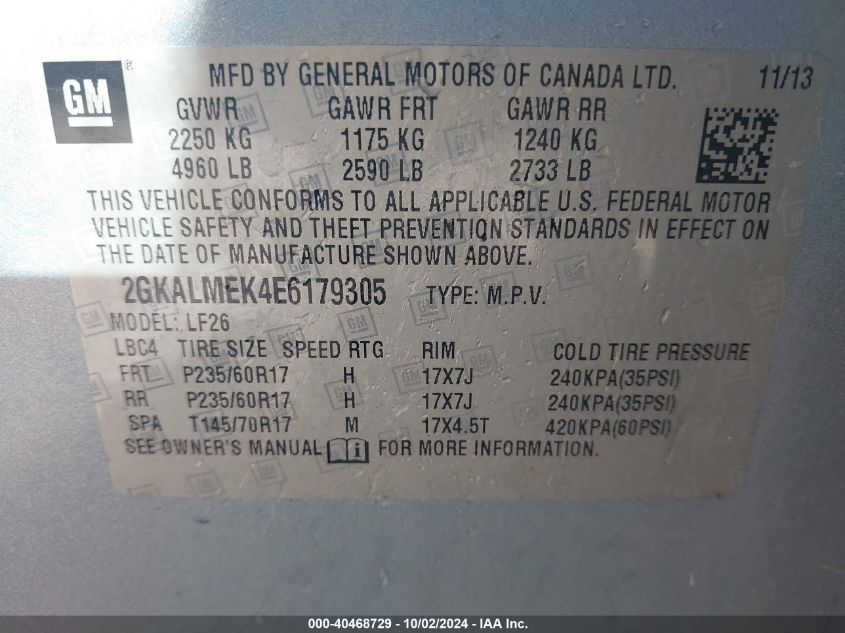 GM
MFD BY GENERAL MOTORS OF CANADA LTD. 11/13
GVWR GAWR FRT GAWR RR
2250 KG 1175 KG 1240 KG
4960 LB 2590 LB 2733 LB
THIS VEHICLE CONFORMS TO ALL APPLICABLE U.S. FEDERAL MOTOR
VEHICLE SAFETY AND THEFT PREVENTION STANDARDS IN EFFECT ON
THE DATE OF MANUFACTURE SHOWN ABOVE.
2GKALMEK4E6179305 TYPE: M.P.V.
MODEL: LF26
LBC4 TIRE SIZE SPEED RTG RIM COLD TIRE PRESSURE
FRT P235/60R17 H 17X7J 240KPA(35PSI)
RR P235/60R17 H 17X7J 240KPA(35PSI)
SPA T145/70R17 M 17X4.5T 420KPA(60PSI)
SEE OWNER'S MANUAL FOR MORE INFORMATION.
000-40468729 - 10/02/2024 - IAA Inc.